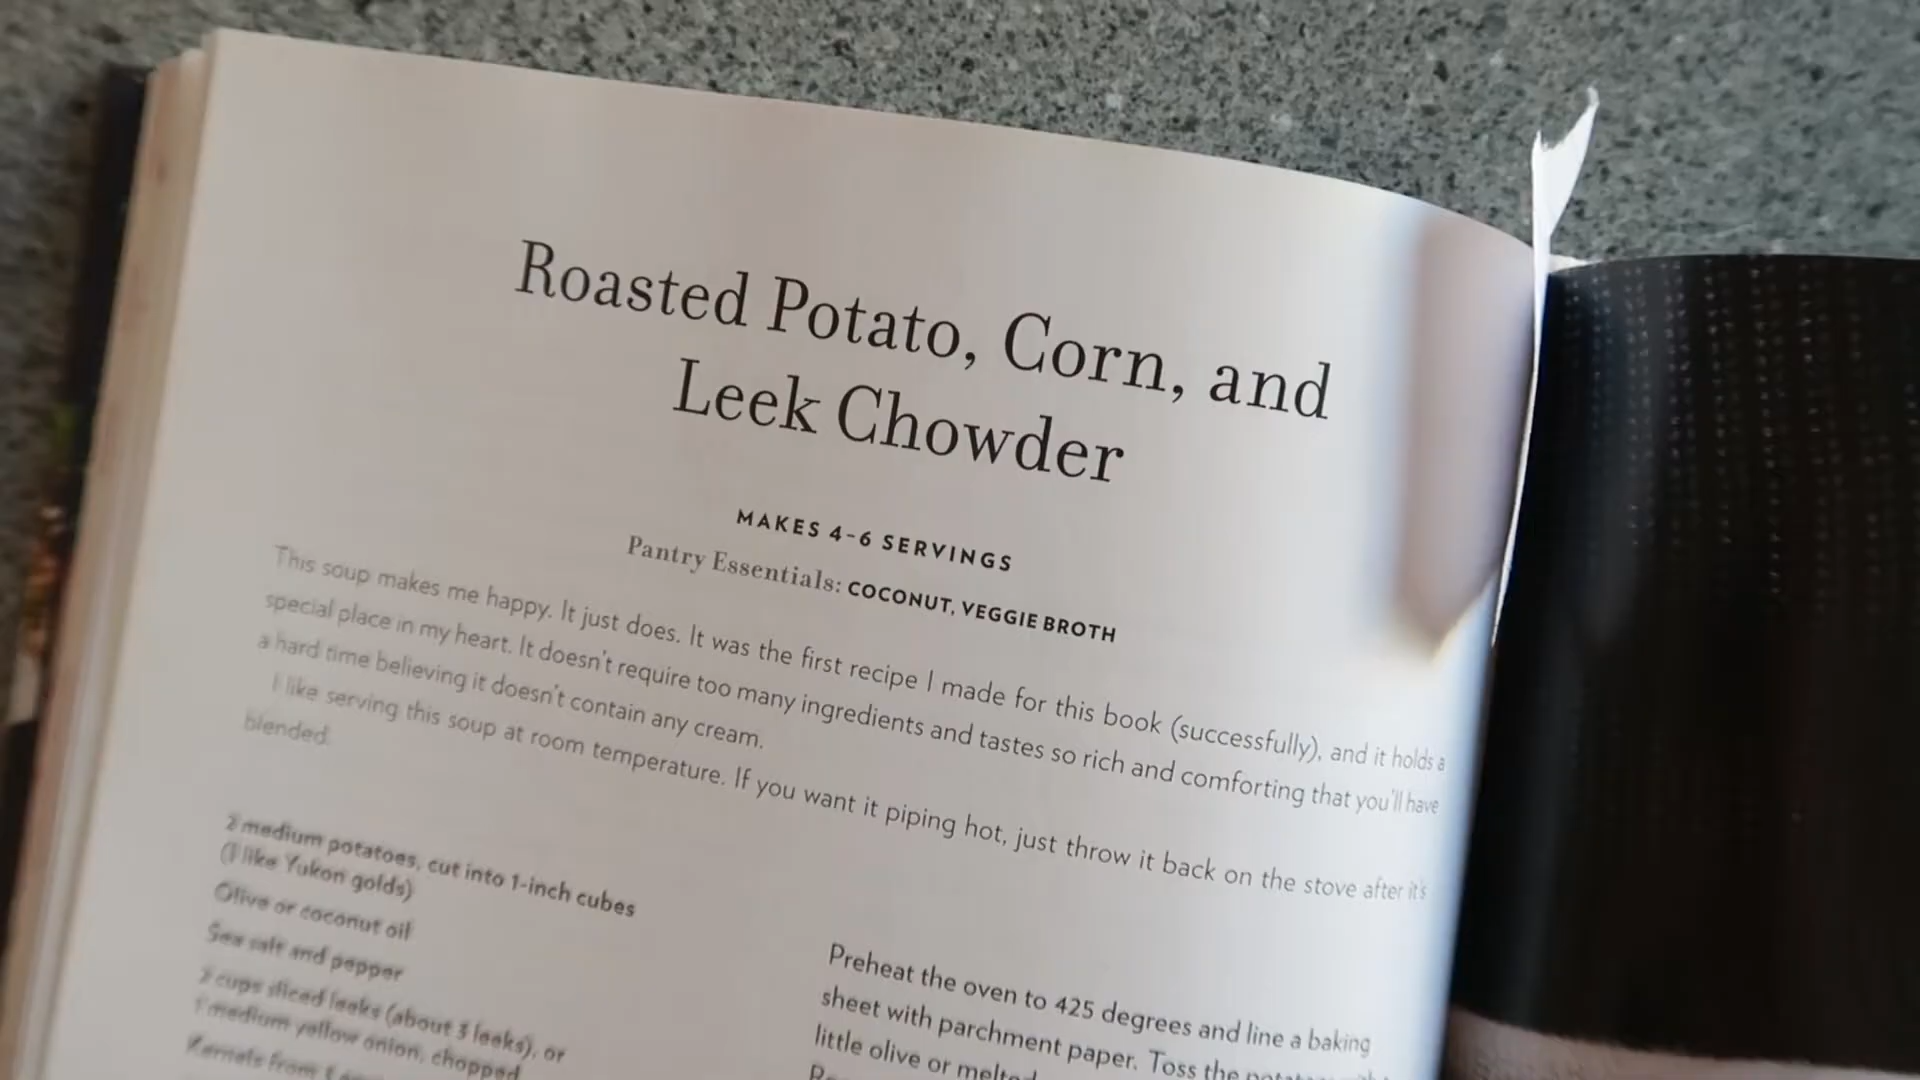 Roasted Potato, Corn, and
Leek Chowder
MAKES 4-6 SERVINGS
Pantry Essentials: COCONUT, VEGGIE BROTH
This soup makes me happy. It just does. It was the first recipe I made for this book (successfully), and it holds a
special place in my heart. It doesn't require too many ingredients and tastes so rich and comforting that you'll have
a hard time believing it doesn't contain any cream.
I like serving this soup at room temperature. If you want it piping hot, just throw it back on the stove after it's
blended.
2 medium potatoes, cut into 1-inch cubes
(I like Yukon golds)
Olive or coconut oil
Sea salt and pepper
2 cups sliced leeks (about 3 leeks), or
1 medium yellow onion, chopped
Kernels from
Preheat the oven to 425 degrees and line a baking
sheet with parchment paper. Toss the
little olive or melted